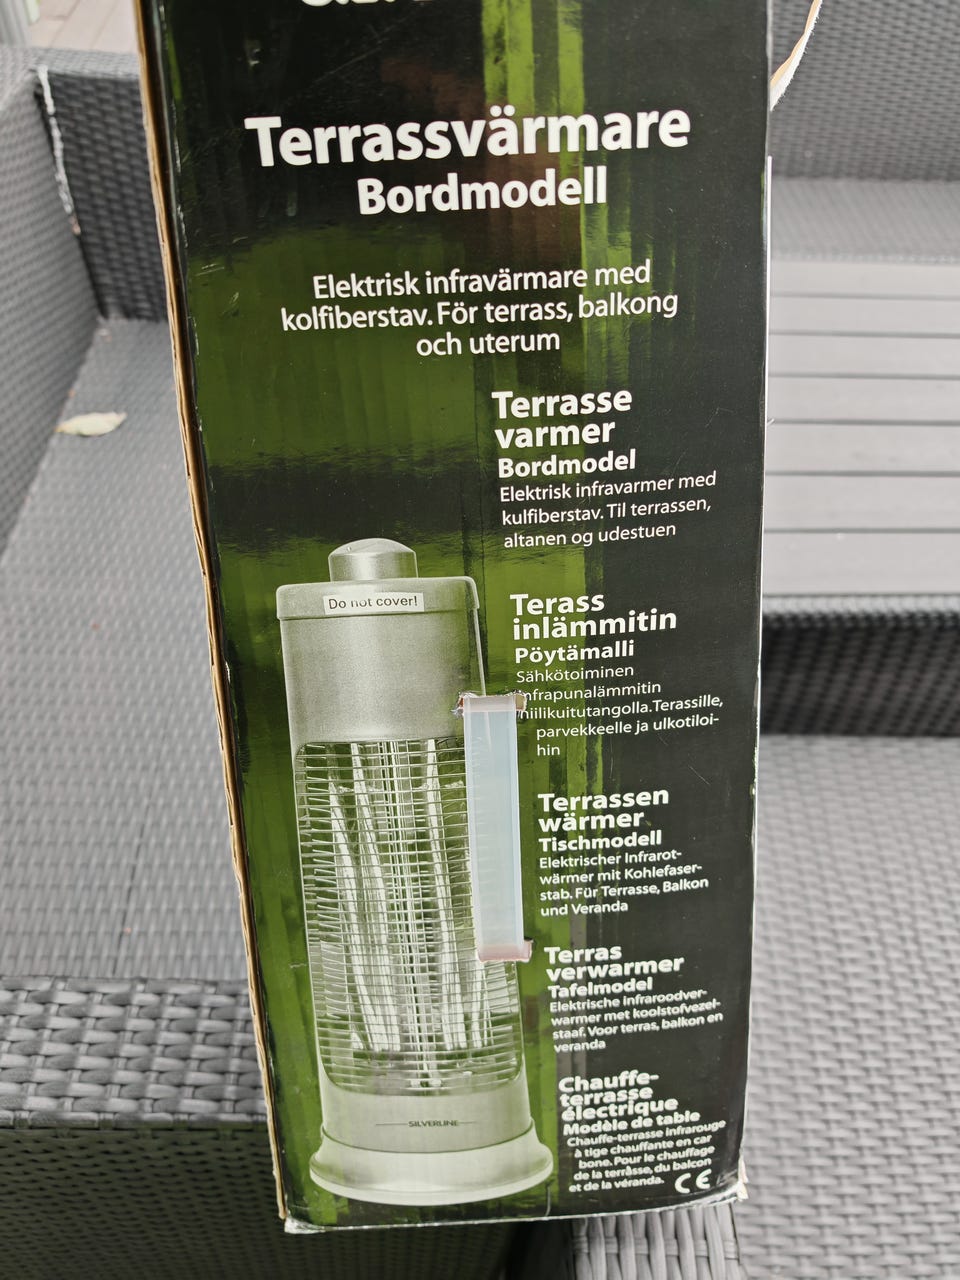 Terrassvärmare
Bordmodell
Elektrisk infravärmare med
kolfiberstav. För terrass, balkong
och uterum
Terrasse
varmer
Bordmodel
Elektrisk infravarmer med
kulfiberstav. Til terrassen,
altanen og udestuen
Do not cover!
Terass
inlämmitin
Pöytämalli
Sähkötoiminen
infrapunalämmitin
hiilikuitutangolla. Terassille,
parvekkeelle ja ulkotiloi-
hin
Terrassen
wärmer
Tischmodell
Elektrischer Infrarot-
wärmer mit Kohlefaser-
stab. Für Terrasse, Balkon
und Veranda
Terras
verwarmer
Tafelmodel
Elektrische infraroodver-
warmer met koolstofvezel-
staaf. Voor terras, balkon en
veranda
Chauffe-
terrasse
électrique
Modèle de table
Chauffe-terrasse infrarouge
à tige chauffante en car
bone. Pour le chauffage
de la terrâsse, du balcon
et de la véranda.
CE
SILVERLINE